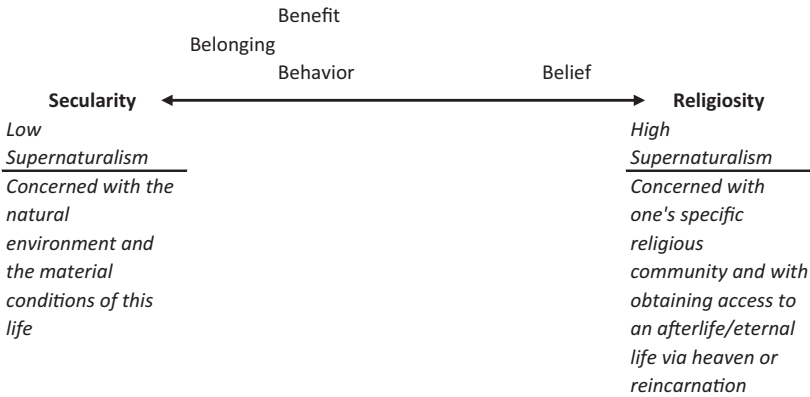 Benefit
Belonging
Behavior Belief
Secularity Religiosity
Low
Supernaturalism
Concerned with the
natural
environment and
the material
conditions of this
life
High
Supernaturalism
Concerned with
one's specific
religious
community and with
obtaining access to
an afterlife/eternal
life via heaven or
reincarnation